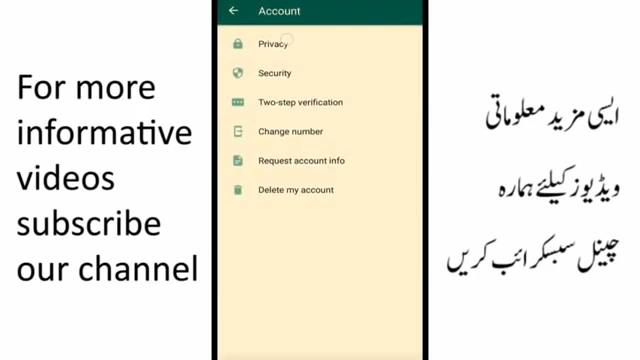 For more
informative
videos
subscribe
our channel
Account
Privacy
Security
Two-step verification
Change number
Request account info
Delete my account
ایسی مزید معلوماتی
ویڈیوز کیلئے ہمارہ
چینل سبسکرائب کریں